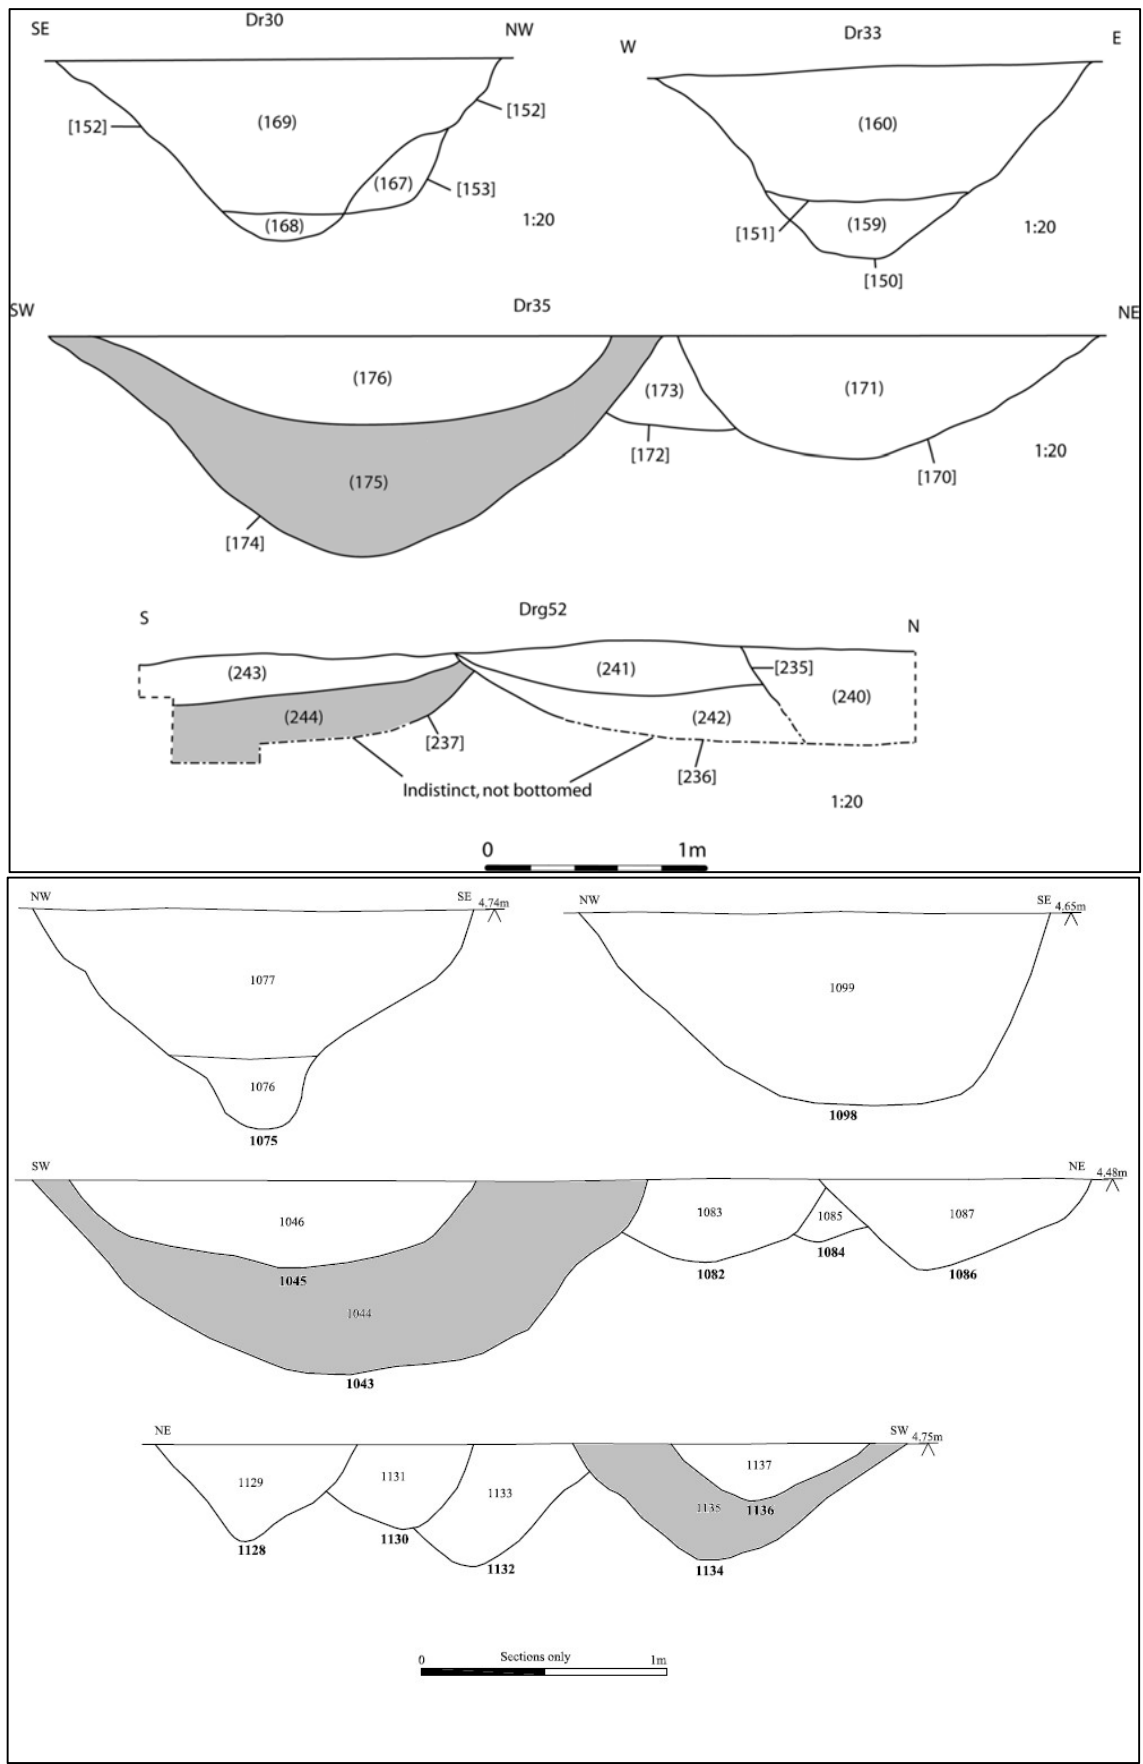 Dr30
SE
NW
Dr33
W
E
[152]
(169)
[152]
(160)
(167)
[153]
(168)
1:20
[151]
(159)
1:20
[150]
SW
Dr35
NE
(176)
(173)
(171)
[172]
1:20
(175)
[170]
[174]
S
Drg52
N
(243)
(241)
[235]
(240)
(244)
(242)
[237]
[236]
Indistinct, not bottomed
1:20
0 1m
NW
SE 4.74m
NW
SE 4.65m
1077
1099
1076
1075
1098
SW
NE 4.48m
1046
1083
1085
1087
1045
1082
1084
1086
1044
1043
NE
SW 4.75m
1129
1131
1133
1137
1135
1136
1128
1130
1132
1134
0 Sections only 1m